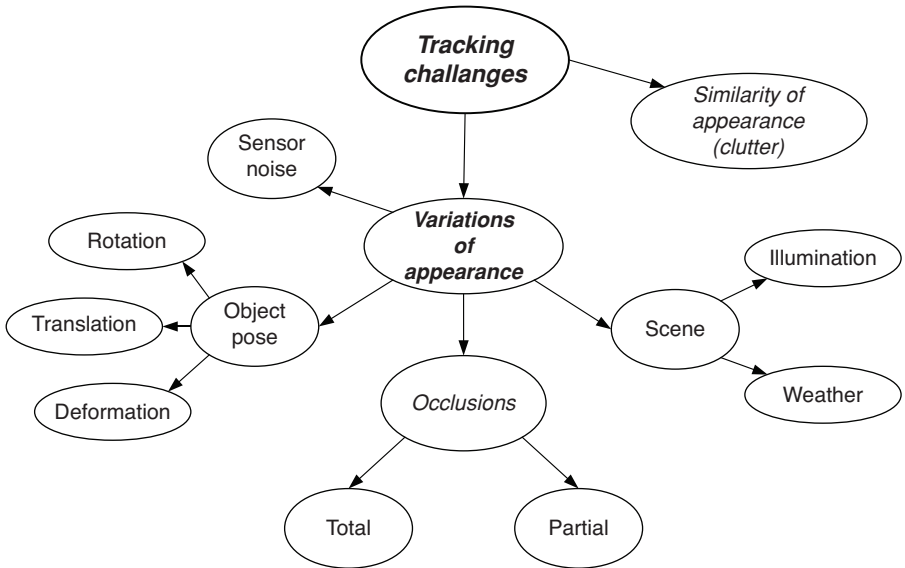 Tracking
challanges
Similarity of
appearance
(clutter)
Sensor
noise
Variations
of
appearance
Rotation
Illumination
Object
pose
Translation
Scene
Deformation
Occlusions
Weather
Total
Partial